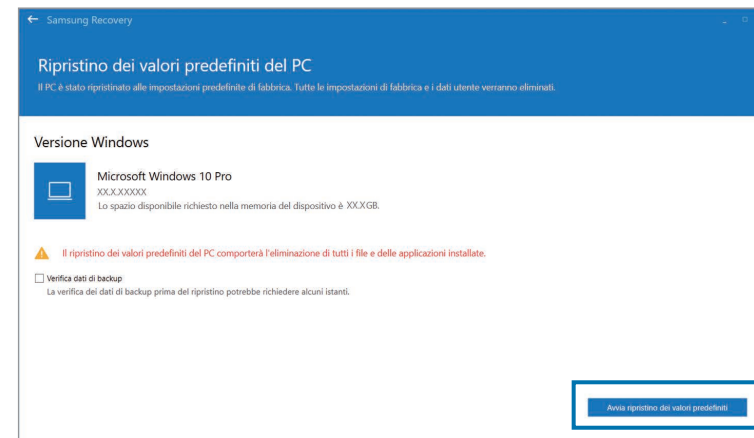 ← Samsung Recovery
Ripristino dei valori predefiniti del PC
Il PC è stato ripristinato alle impostazioni predefinite di fabbrica. Tutte le impostazioni di fabbrica e i dati utente verranno eliminati.
Versione Windows
Microsoft Windows 10 Pro
XX.X.XXXXX
Lo spazio disponibile richiesto nella memoria del dispositivo è XX.XGB.
Il ripristino dei valori predefiniti del PC comporterà l'eliminazione di tutti i file e delle applicazioni installate.
Verifica dati di backup
La verifica dei dati di backup prima del ripristino potrebbe richiedere alcuni istanti.
Avvia ripristino dei valori predefiniti